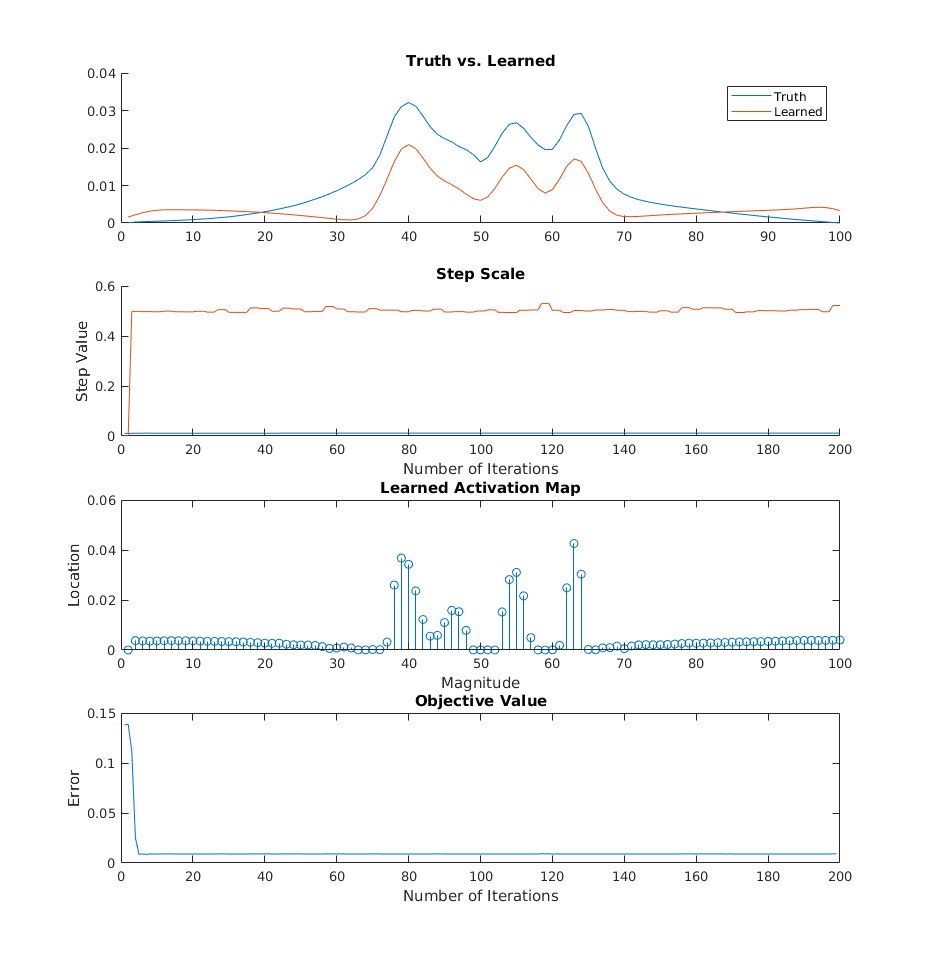 Truth vs. Learned
0.04
0.03
0.02
0.01
0
Truth
Learned
0 10 20 30 40 50 60 70 80 90 100
Step Scale
0.6
0.4
0.2
0
Step Value
0 20 40 60 80 100 120 140 160 180 200
Number of Iterations
Learned Activation Map
0.06
0.04
0.02
0
Location
0 10 20 30 40 50 60 70 80 90 100
Magnitude
Objective Value
0.15
0.1
0.05
0
Error
0 20 40 60 80 100 120 140 160 180 200
Number of Iterations